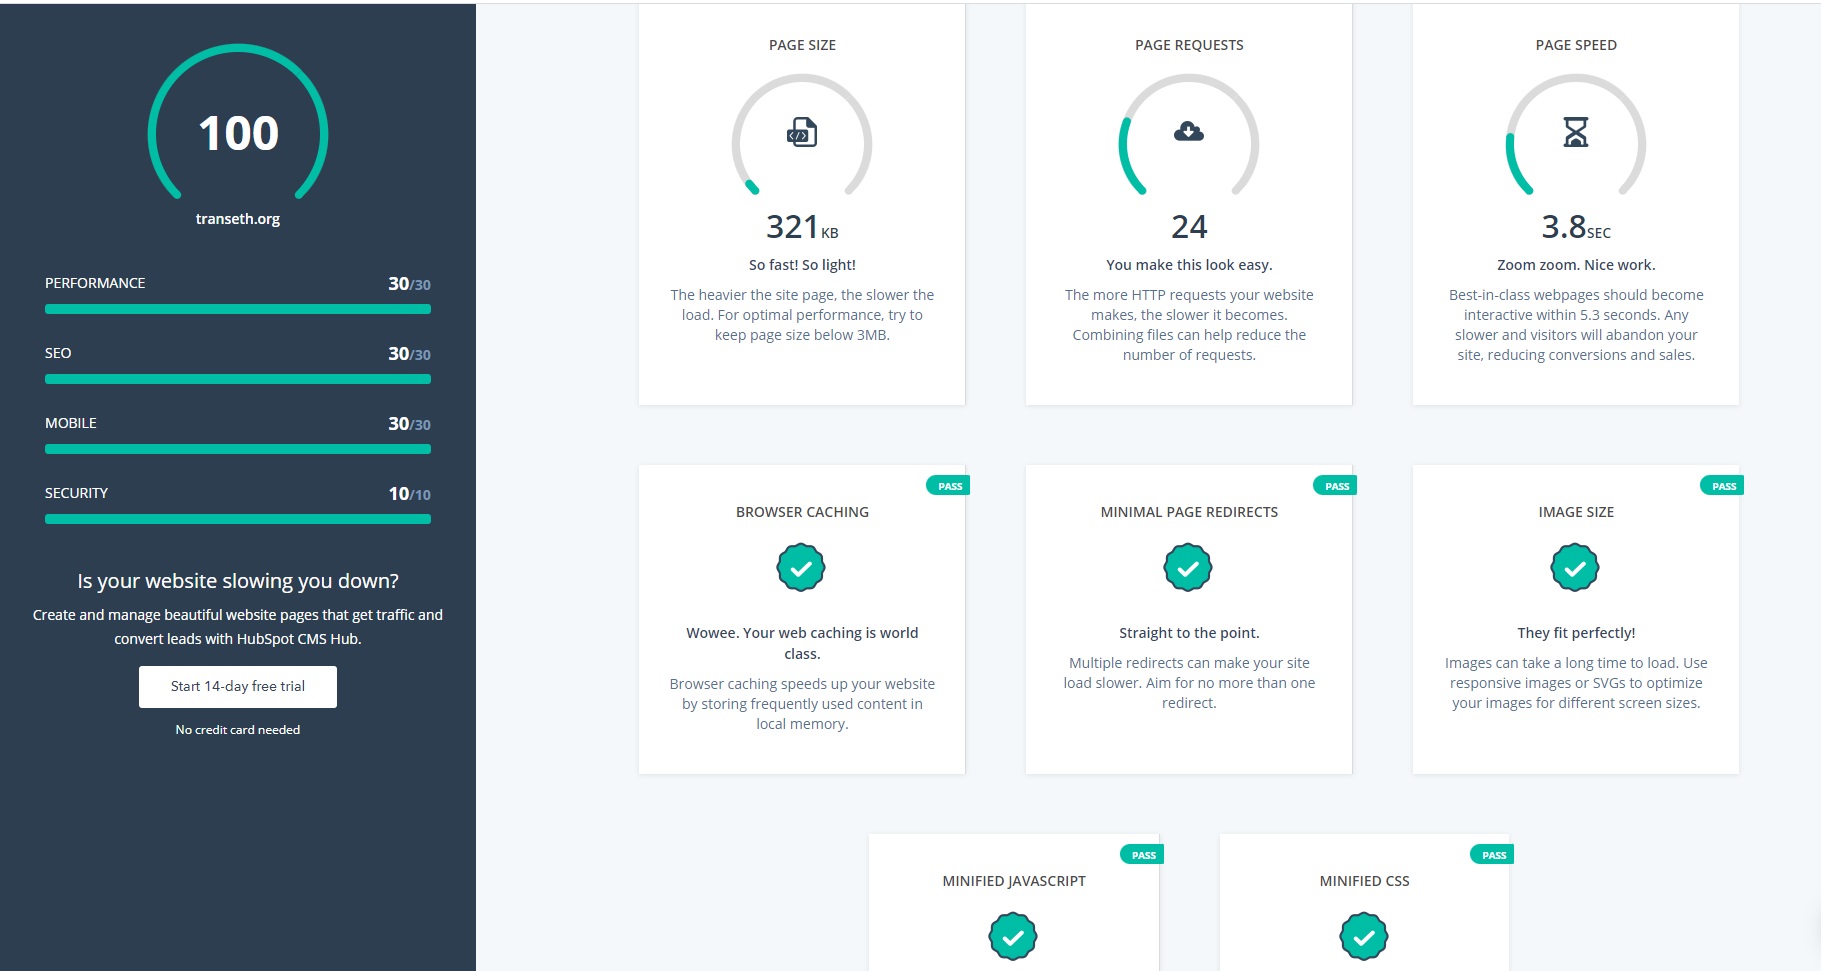 100
transeth.org
PERFORMANCE 30/30
SEO 30/30
MOBILE 30/30
SECURITY 10/10
Is your website slowing you down?
Create and manage beautiful website pages that get traffic and
convert leads with HubSpot CMS Hub.
Start 14-day free trial
No credit card needed
PAGE SIZE
321KB
So fast! So light!
The heavier the site page, the slower the
load. For optimal performance, try to
keep page size below 3MB.
PAGE REQUESTS
24
You make this look easy.
The more HTTP requests your website
makes, the slower it becomes.
Combining files can help reduce the
number of requests.
PAGE SPEED
3.8SEC
Zoom zoom. Nice work.
Best-in-class webpages should become
interactive within 5.3 seconds. Any
slower and visitors will abandon your
site, reducing conversions and sales.
PASS
BROWSER CACHING
Wowee. Your web caching is world
class.
Browser caching speeds up your website
by storing frequently used content in
local memory.
PASS
MINIMAL PAGE REDIRECTS
Straight to the point.
Multiple redirects can make your site
load slower. Aim for no more than one
redirect.
PASS
IMAGE SIZE
They fit perfectly!
Images can take a long time to load. Use
responsive images or SVGs to optimize
your images for different screen sizes.
PASS
MINIFIED JAVASCRIPT
PASS
MINIFIED CSS